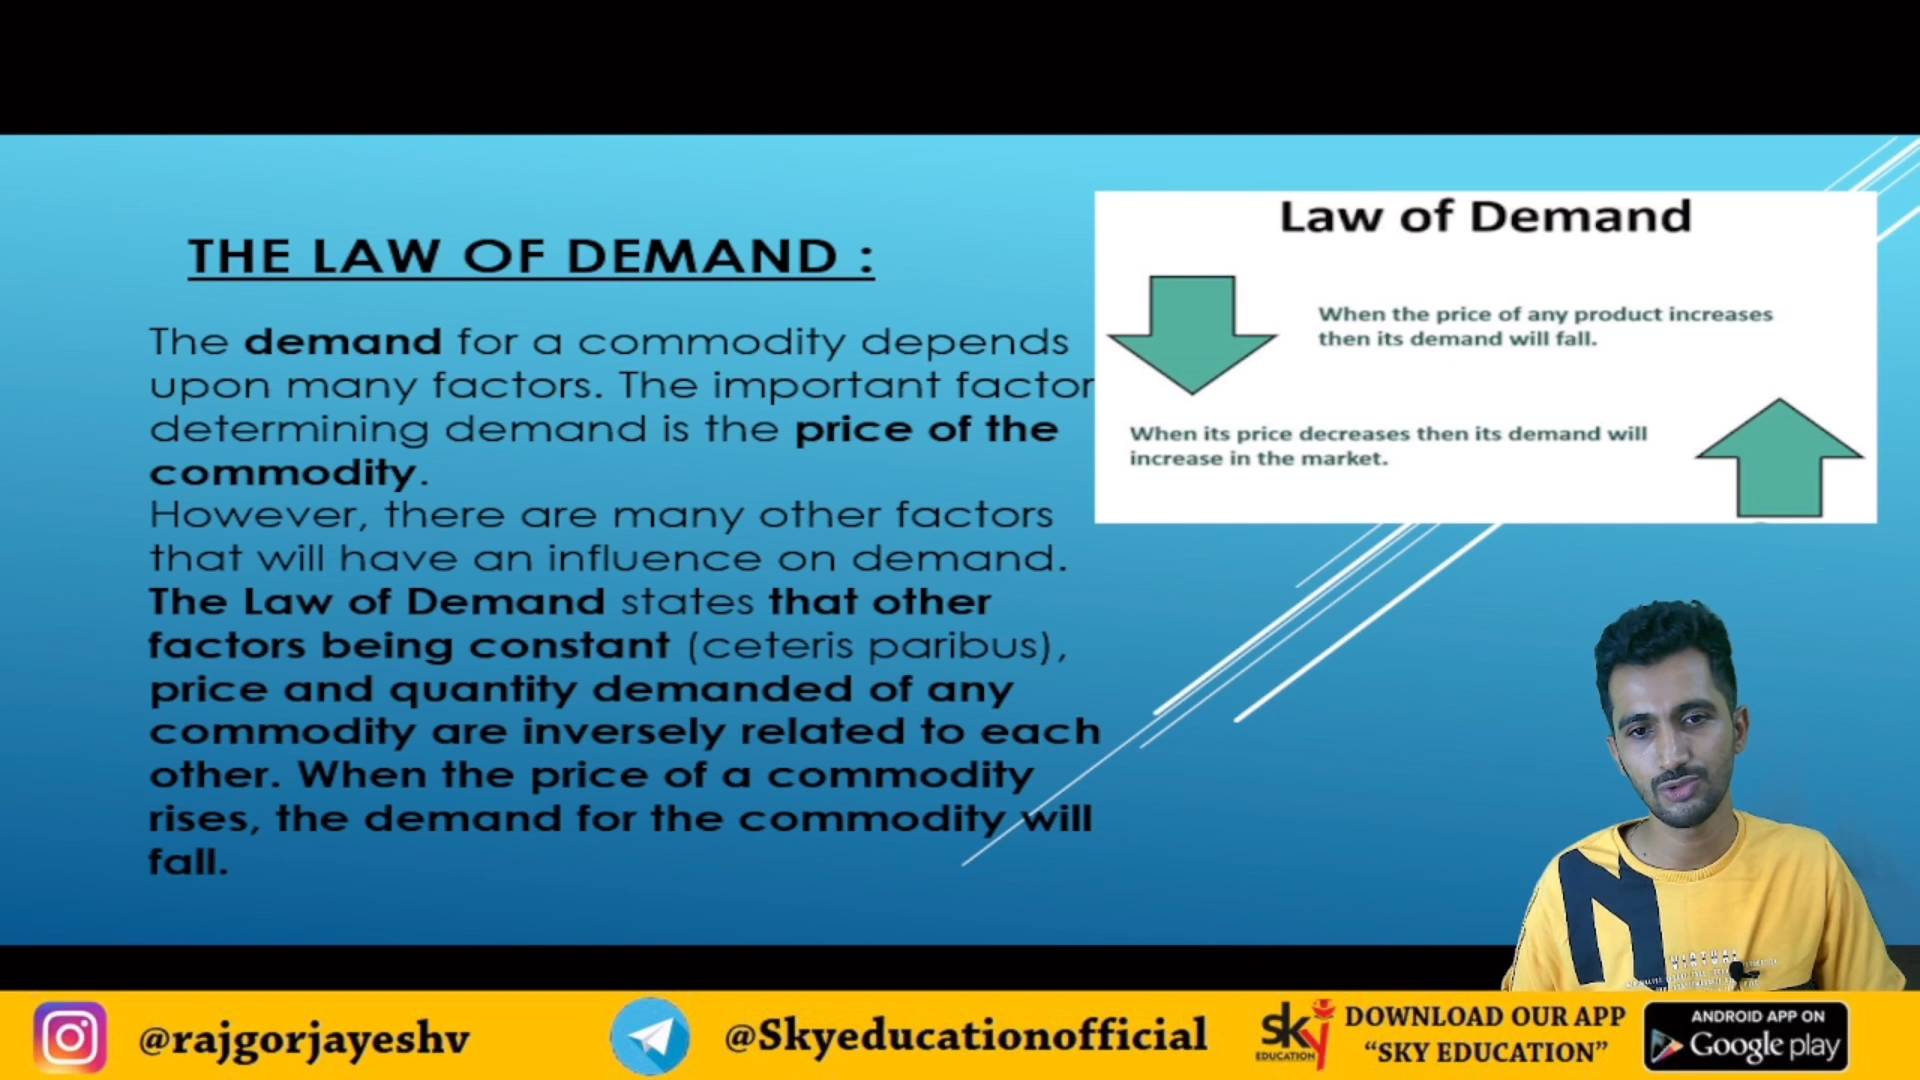 THE LAW OF DEMAND :
The demand for a commodity depends
upon many factors. The important factor
determining demand is the price of the
commodity.
However, there are many other factors
that will have an influence on demand.
The Law of Demand states that other
factors being constant (ceteris paribus),
price and quantity demanded of any
commodity are inversely related to each
other. When the price of a commodity
rises, the demand for the commodity will
fall.
Law of Demand
When the price of any product increases
then its demand will fall.
When its price decreases then its demand will
increase in the market.
VIRTUAL
@rajgorjayeshv
@Skyeducationofficial
sky
EDUCATION
DOWNLOAD OUR APP
“SKY EDUCATION”
ANDROID APP ON
Google play